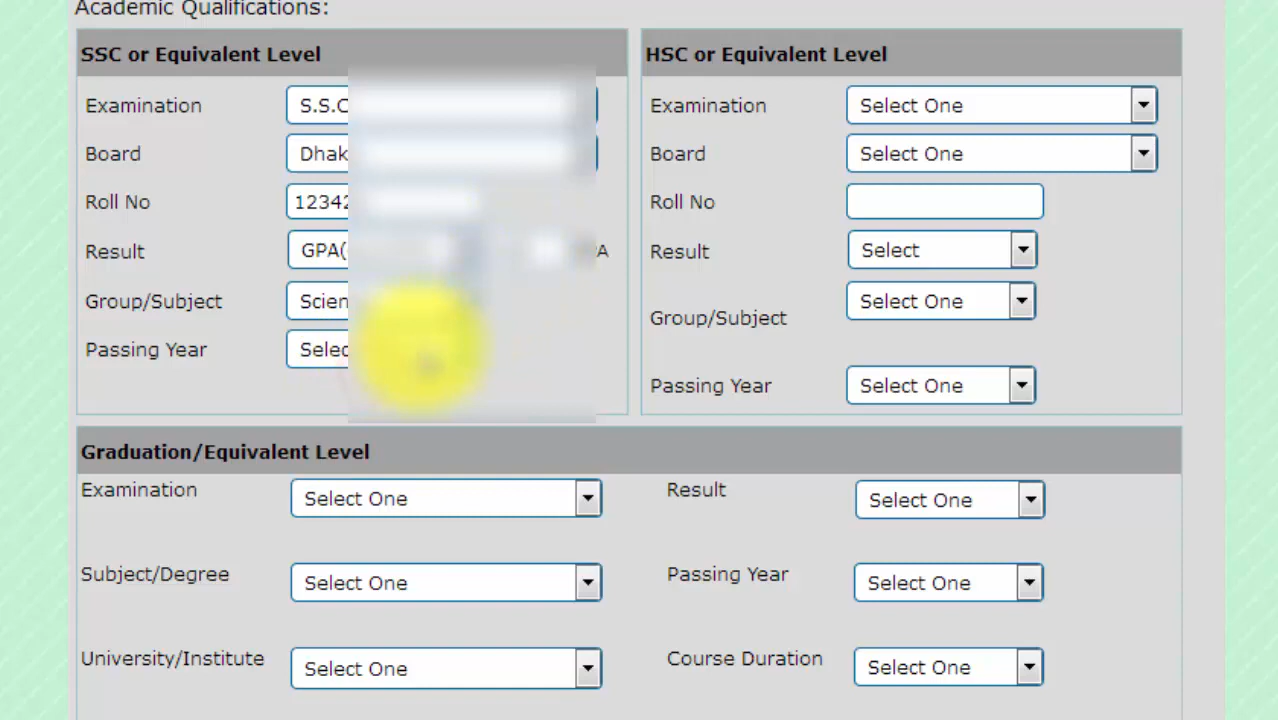 Academic Qualifications:
SSC or Equivalent Level
Examination S.S.C
Board Dhak
Roll No 12342
Result GPA( A
Group/Subject Scien
Passing Year Selec
HSC or Equivalent Level
Examination Select One
Board Select One
Roll No
Result Select
Group/Subject Select One
Passing Year Select One
Graduation/Equivalent Level
Examination Select One Result Select One
Subject/Degree Select One Passing Year Select One
University/Institute Select One Course Duration Select One